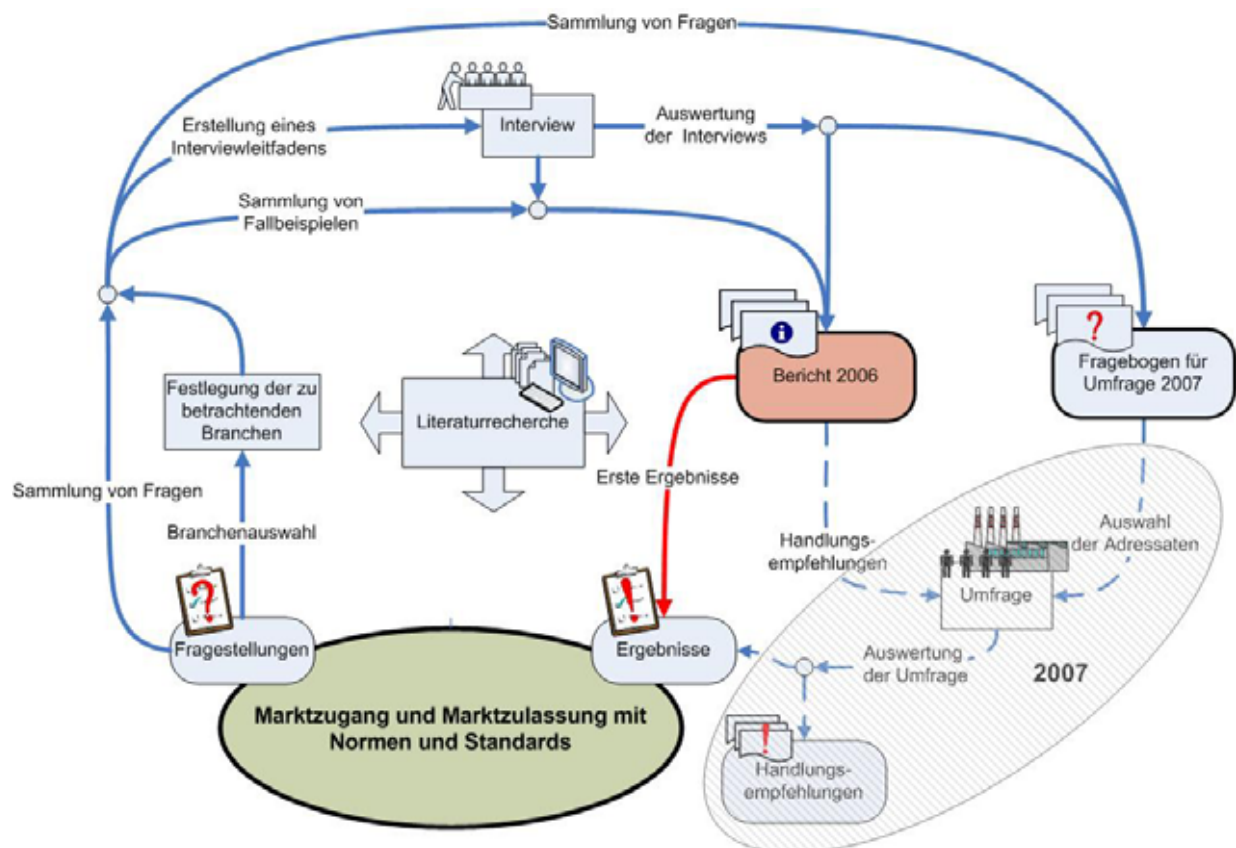 Sammlung von Fragen
Erstellung eines
Interviewleitfadens
Interview
Auswertung
der Interviews
Sammlung von
Fallbeispielen
Festlegung der zu
betrachtenden
Branchen
Literaturrecherche
i
Bericht 2006
?
Fragebogen für
Umfrage 2007
Sammlung von Fragen
Branchenauswahl
Erste Ergebnisse
Handlungs-
empfehlungen
Auswahl
der Adressaten
Umfrage
?
Fragestellungen
!
Ergebnisse
Auswertung
der Umfrage
2007
Marktzugang und Marktzulassung mit
Normen und Standards
!
Handlungs-
empfehlungen